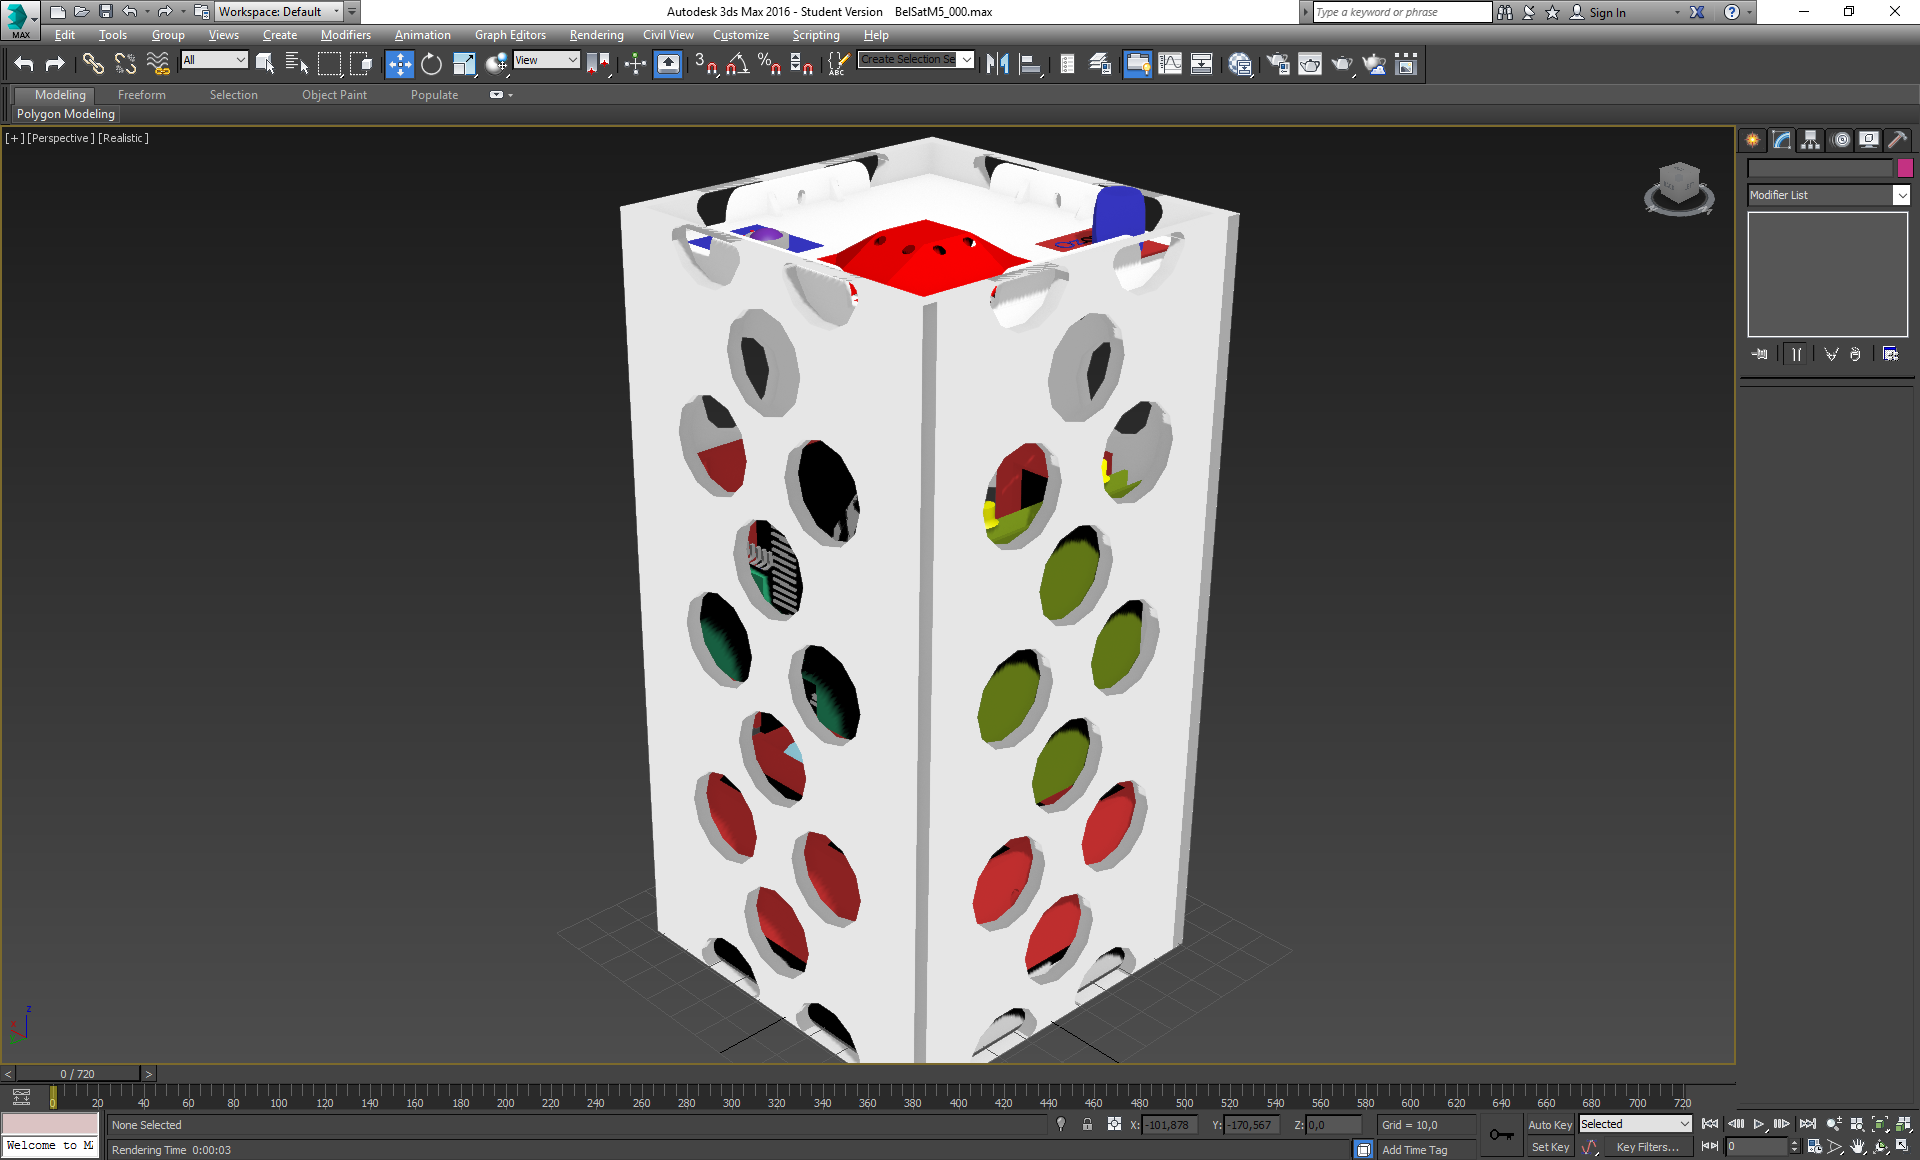 Workspace: Default
Autodesk 3ds Max 2016 - Student Version    BelSatM5_000.max
Type a keyword or phrase
Sign In
MAX
Edit Tools Group Views Create Modifiers Animation Graph Editors Rendering Civil View Customize Scripting Help
All
View
3
ABC
Create Selection Se
Modeling Freeform Selection Object Paint Populate
Polygon Modeling
[+] [Perspective] [Realistic]
Modifier List
z
0 / 720
0 20 40 60 80 100 120 140 160 180 200 220 240 260 280 300 320 340 360 380 400 420 440 460 480 500 520 540 560 580 600 620 640 660 680 700 720
None Selected
X: -101,878 Y: -170,567 Z: 0,0
Grid = 10,0
Auto Key
Selected
Welcome to M
Rendering Time 0:00:03
Add Time Tag
Set Key
Key Filters...
0